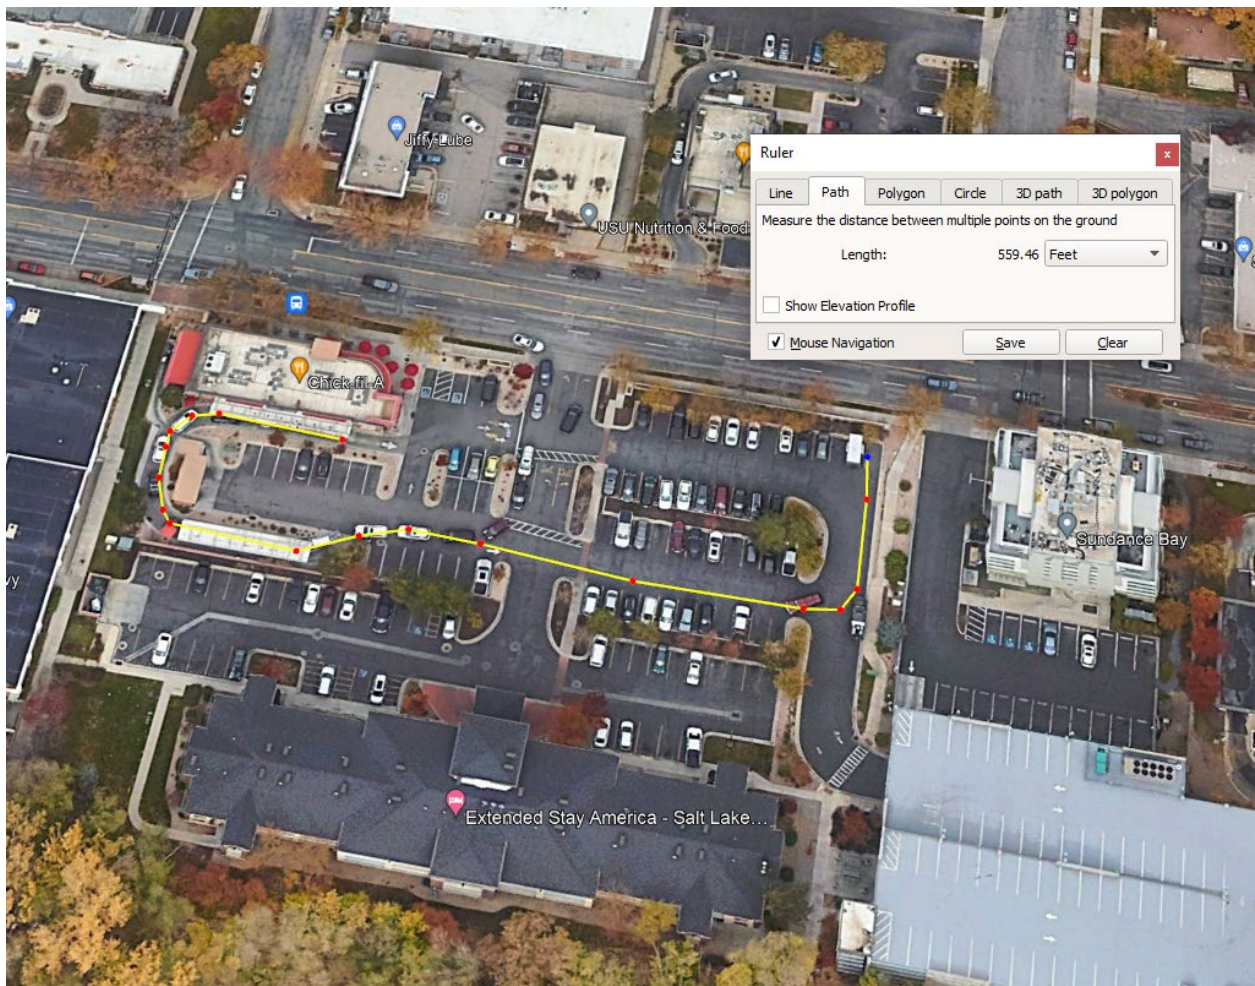 Jiffy Lube
USU Nutrition & Food
Ruler
x
Line Path Polygon Circle 3D path 3D polygon
Measure the distance between multiple points on the ground
Length: 559.46 Feet
Show Elevation Profile
Mouse Navigation Save Clear
Chick-fil-A
Sundance Bay
Extended Stay America - Salt Lake...